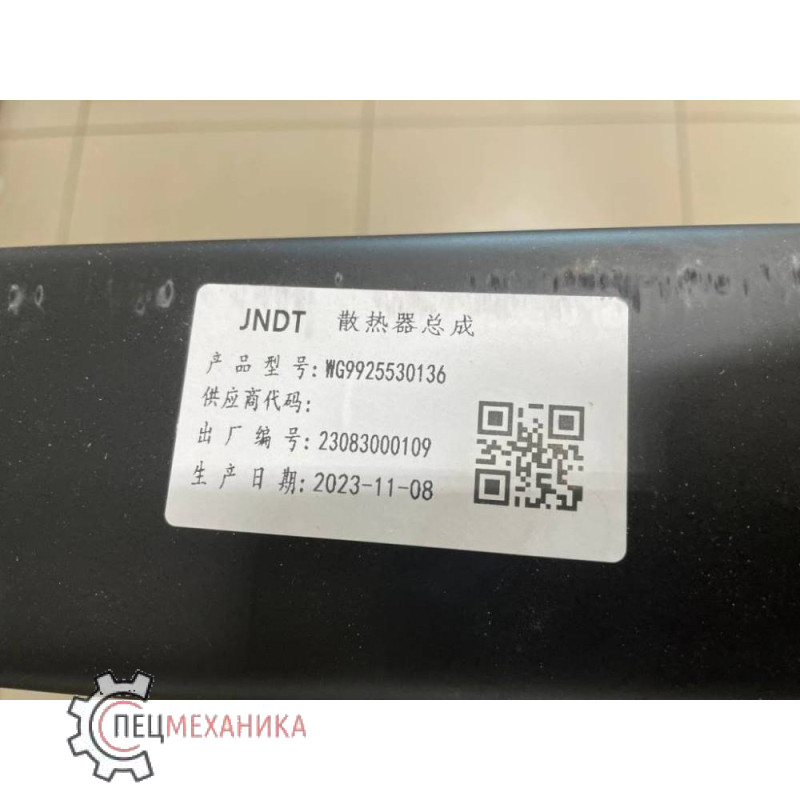 JNDT 散热器总成
产品型号:WG9925530136
供应商代码:
出厂编号:23083000109
生产日期:2023-11-08
СПЕЦМЕХАНИКА